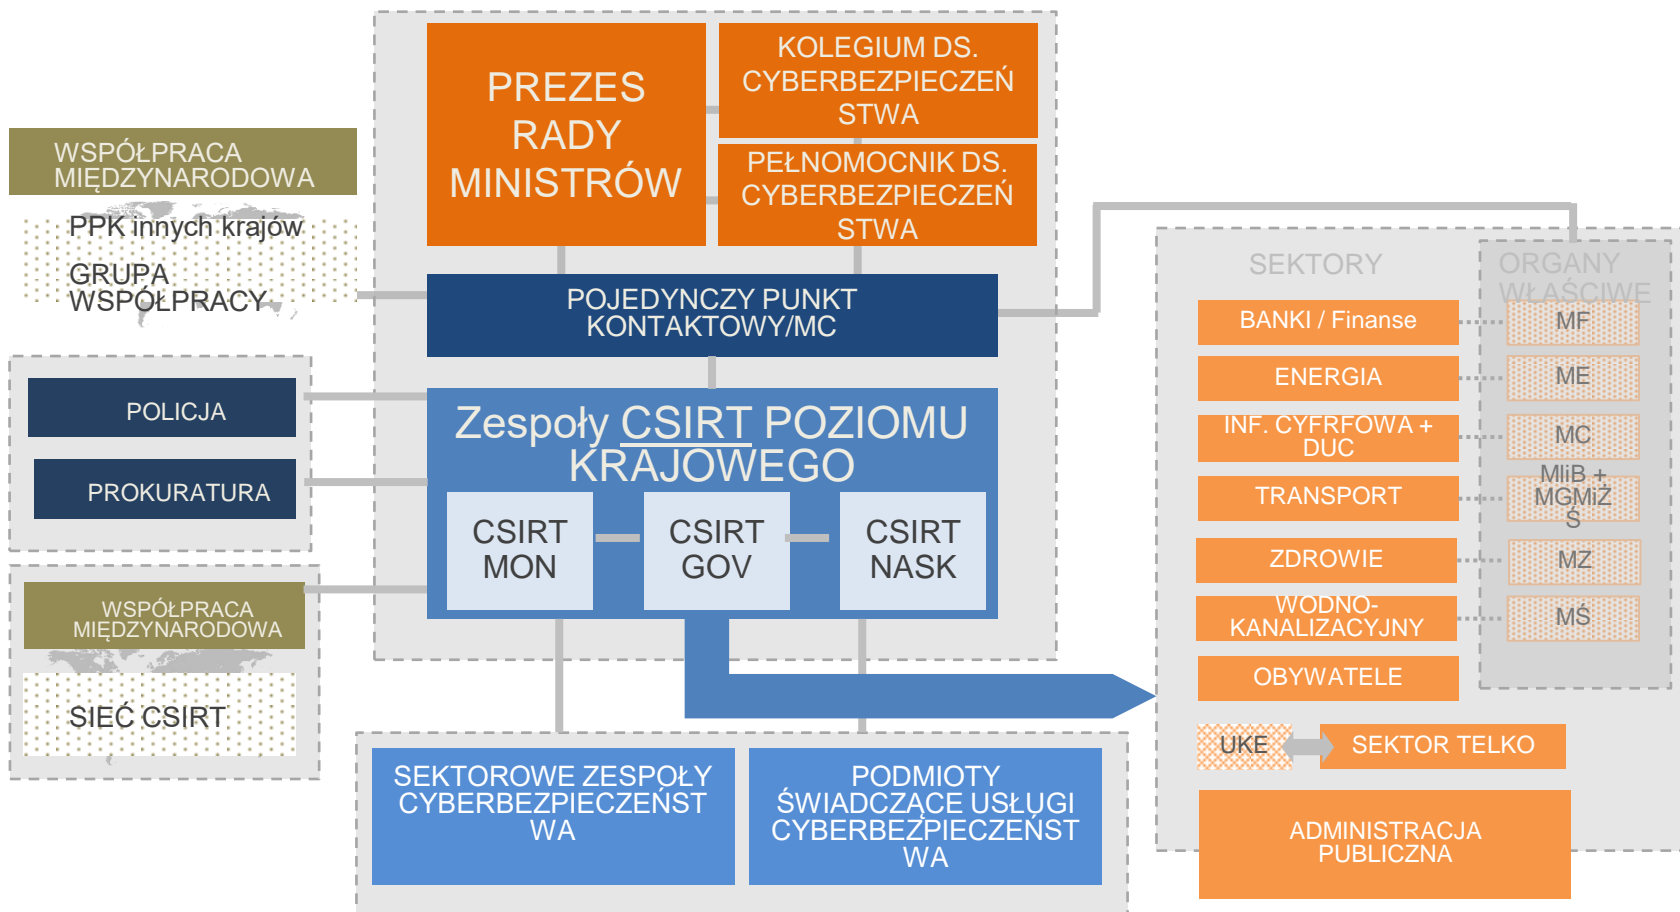 PREZES
RADY
MINISTRÓW
KOLEGIUM DS.
CYBERBEZPIECZEŃ
STWA
PEŁNOMOCNIK DS.
CYBERBEZPIECZEŃ
STWA
WSPÓŁPRACA
MIĘDZYNARODOWA
PPK innych krajów
GRUPA
WSPÓŁPRACY
POJEDYNCZY PUNKT
KONTAKTOWY/MC
POLICJA
PROKURATURA
Zespoły CSIRT POZIOMU
KRAJOWEGO
CSIRT
MON
CSIRT
GOV
CSIRT
NASK
WSPÓŁPRACA
MIĘDZYNARODOWA
SIEĆ CSIRT
SEKTOROWE ZESPOŁY
CYBERBEZPIECZEŃST
WA
PODMIOTY
ŚWIADCZĄCE USŁUGI
CYBERBEZPIECZEŃST
WA
SEKTORY
ORGANY
WŁAŚCIWE
BANKI / Finanse
MF
ENERGIA
ME
INF. CYFRFOWA +
DUC
MC
TRANSPORT
MIiB +
MGMiŻ
Ś
ZDROWIE
MZ
WODNO-
KANALIZACYJNY
MŚ
OBYWATELE
UKE
SEKTOR TELKO
ADMINISTRACJA
PUBLICZNA